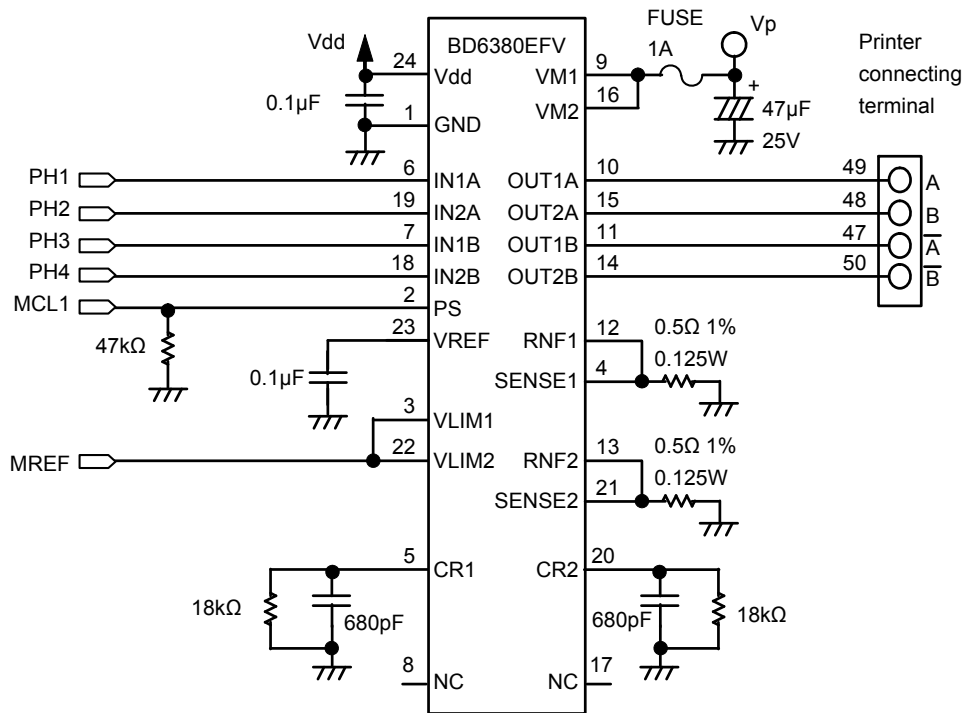 FUSE
Vp
Vdd
BD6380EFV
1A
Printer
connecting
terminal
24
Vdd
VM1
9
0.1µF
16
VM2
+
47µF
25V
1
GND
PH1
6
IN1A
OUT1A
10
49
A
PH2
19
IN2A
OUT2A
15
48
B
PH3
7
IN1B
OUT1B
11
47
A̅
PH4
18
IN2B
OUT2B
14
50
B̅
MCL1
2
PS
47kΩ
23
VREF
RNF1
12
0.5Ω 1%
0.125W
0.1µF
SENSE1
4
3
VLIM1
MREF
22
VLIM2
RNF2
13
0.5Ω 1%
0.125W
SENSE2
21
5
CR1
CR2
20
18kΩ
680pF
680pF
18kΩ
8
NC
NC
17